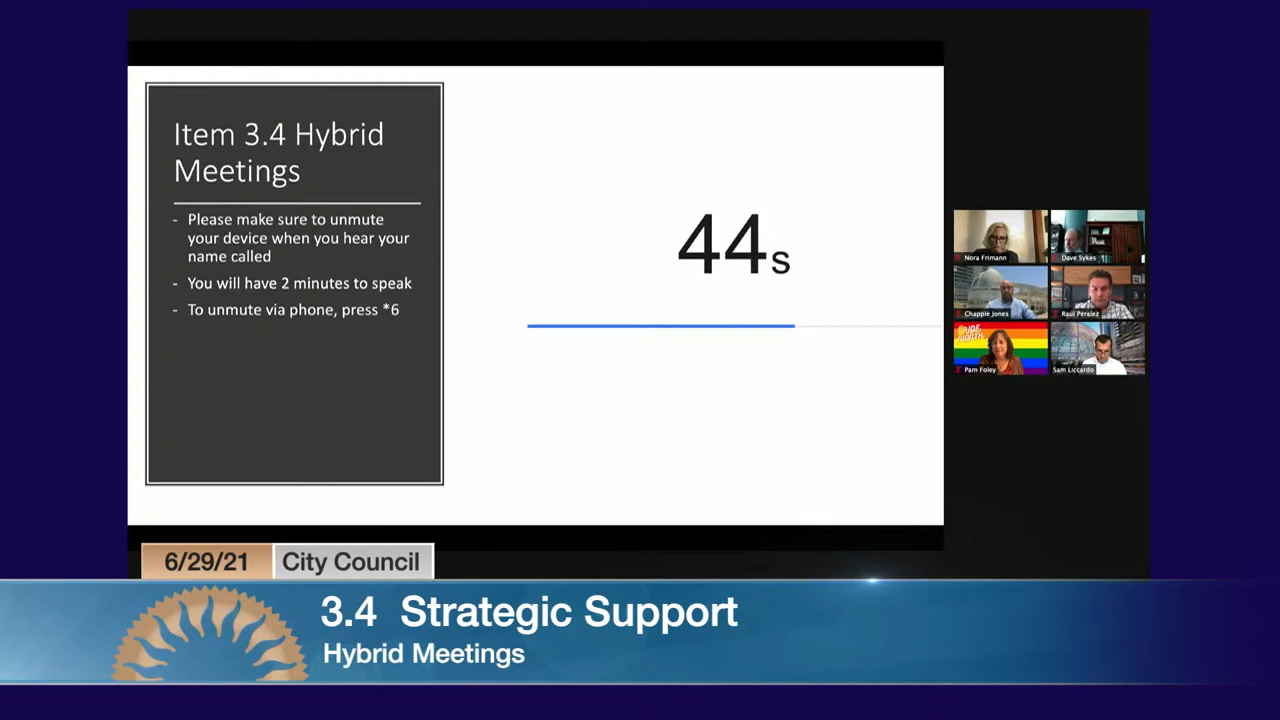 Item 3.4 Hybrid
Meetings
- Please make sure to unmute
your device when you hear your
name called
- You will have 2 minutes to speak
- To unmute via phone, press *6
44s
Nora Frimann
Dave Sykes
Chappie Jones
Raul Peralez
PRIDE
MONTH
Pam Foley
Sam Liccardo
6/29/21
City Council
3.4 Strategic Support
Hybrid Meetings